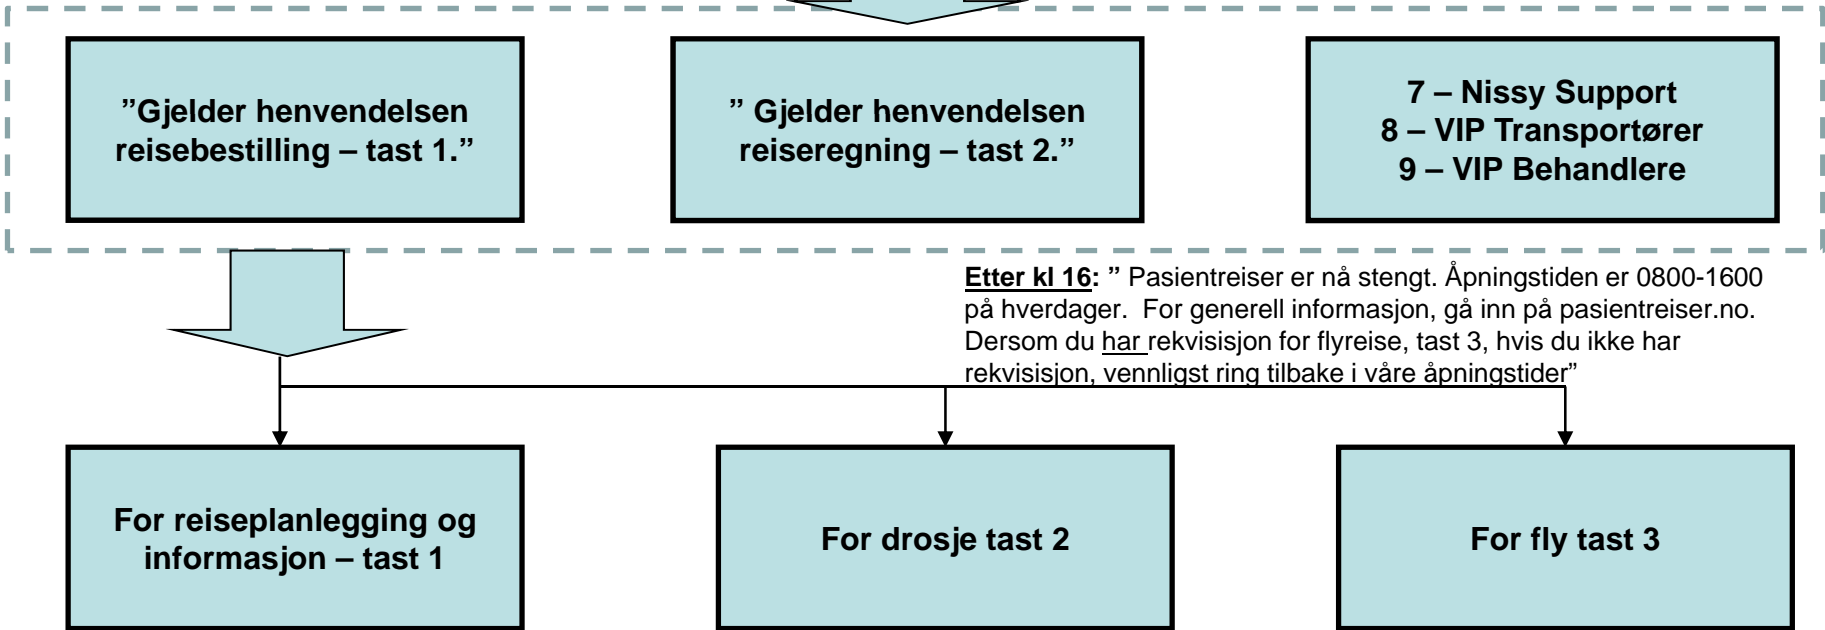 ”Gjelder henvendelsen
reisebestilling – tast 1.”
” Gjelder henvendelsen
reiseregning – tast 2.”
7 – Nissy Support
8 – VIP Transportører
9 – VIP Behandlere
Etter kl 16: ” Pasientreiser er nå stengt. Åpningstiden er 0800-1600
på hverdager.  For generell informasjon, gå inn på pasientreiser.no.
Dersom du har rekvisisjon for flyreise, tast 3, hvis du ikke har
rekvisisjon, vennligst ring tilbake i våre åpningstider”
For reiseplanlegging og
informasjon – tast 1
For drosje tast 2
For fly tast 3